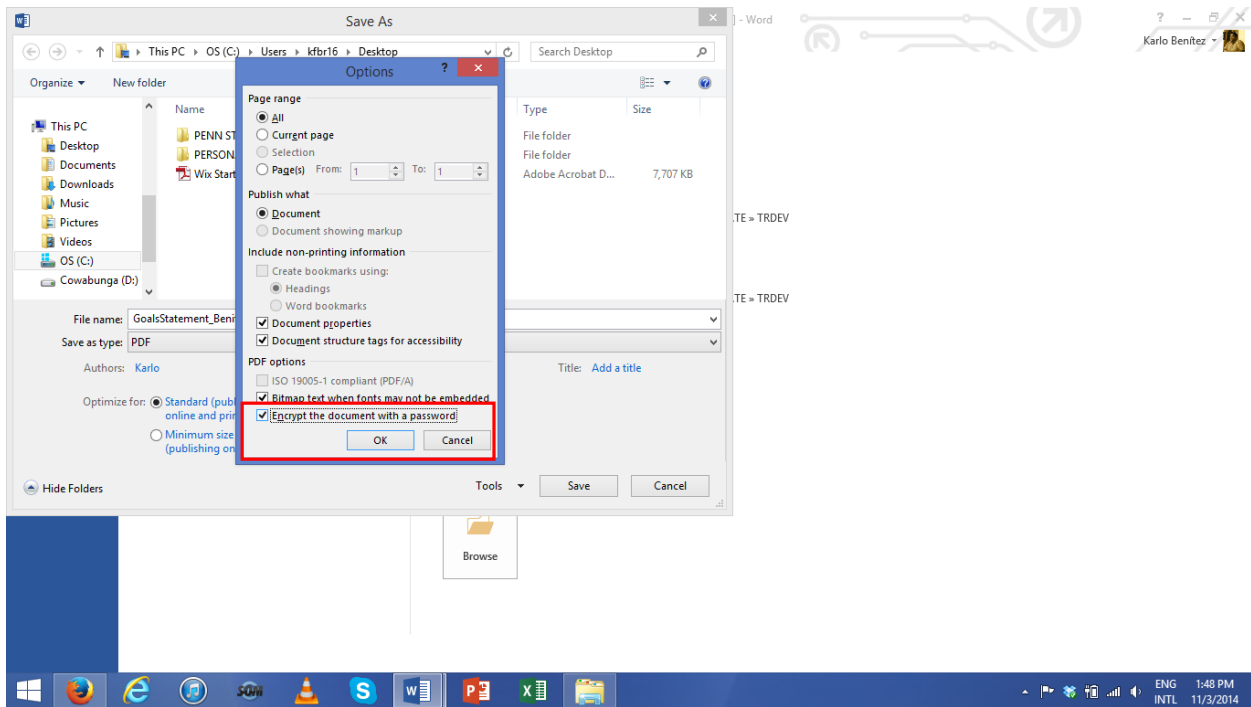 Save As
] - Word
Karlo Benítez
This PC
OS (C:)
Users
kfbr16
Desktop
Search Desktop
Organize
New folder
Name
Type
Size
This PC
Desktop
Documents
Downloads
Music
Pictures
Videos
OS (C:)
Cowabunga (D:)
PENN ST
File folder
PERSON
File folder
Wix Start
Adobe Acrobat D...
7,707 KB
Options
Page range
All
Current page
Selection
Page(s) From: 1 To: 1
Publish what
Document
Document showing markup
Include non-printing information
Create bookmarks using:
Headings
Word bookmarks
Document properties
Document structure tags for accessibility
PDF options
ISO 19005-1 compliant (PDF/A)
Bitmap text when fonts may not be embedded
Encrypt the document with a password
OK
Cancel
TE » TRDEV
TE » TRDEV
File name: GoalsStatement_Beni
Save as type: PDF
Authors: Karlo
Title: Add a title
Optimize for: Standard (publ
online and prin
Minimum size
(publishing on
Hide Folders
Tools
Save
Cancel
Browse
ENG
INTL
1:48 PM
11/3/2014